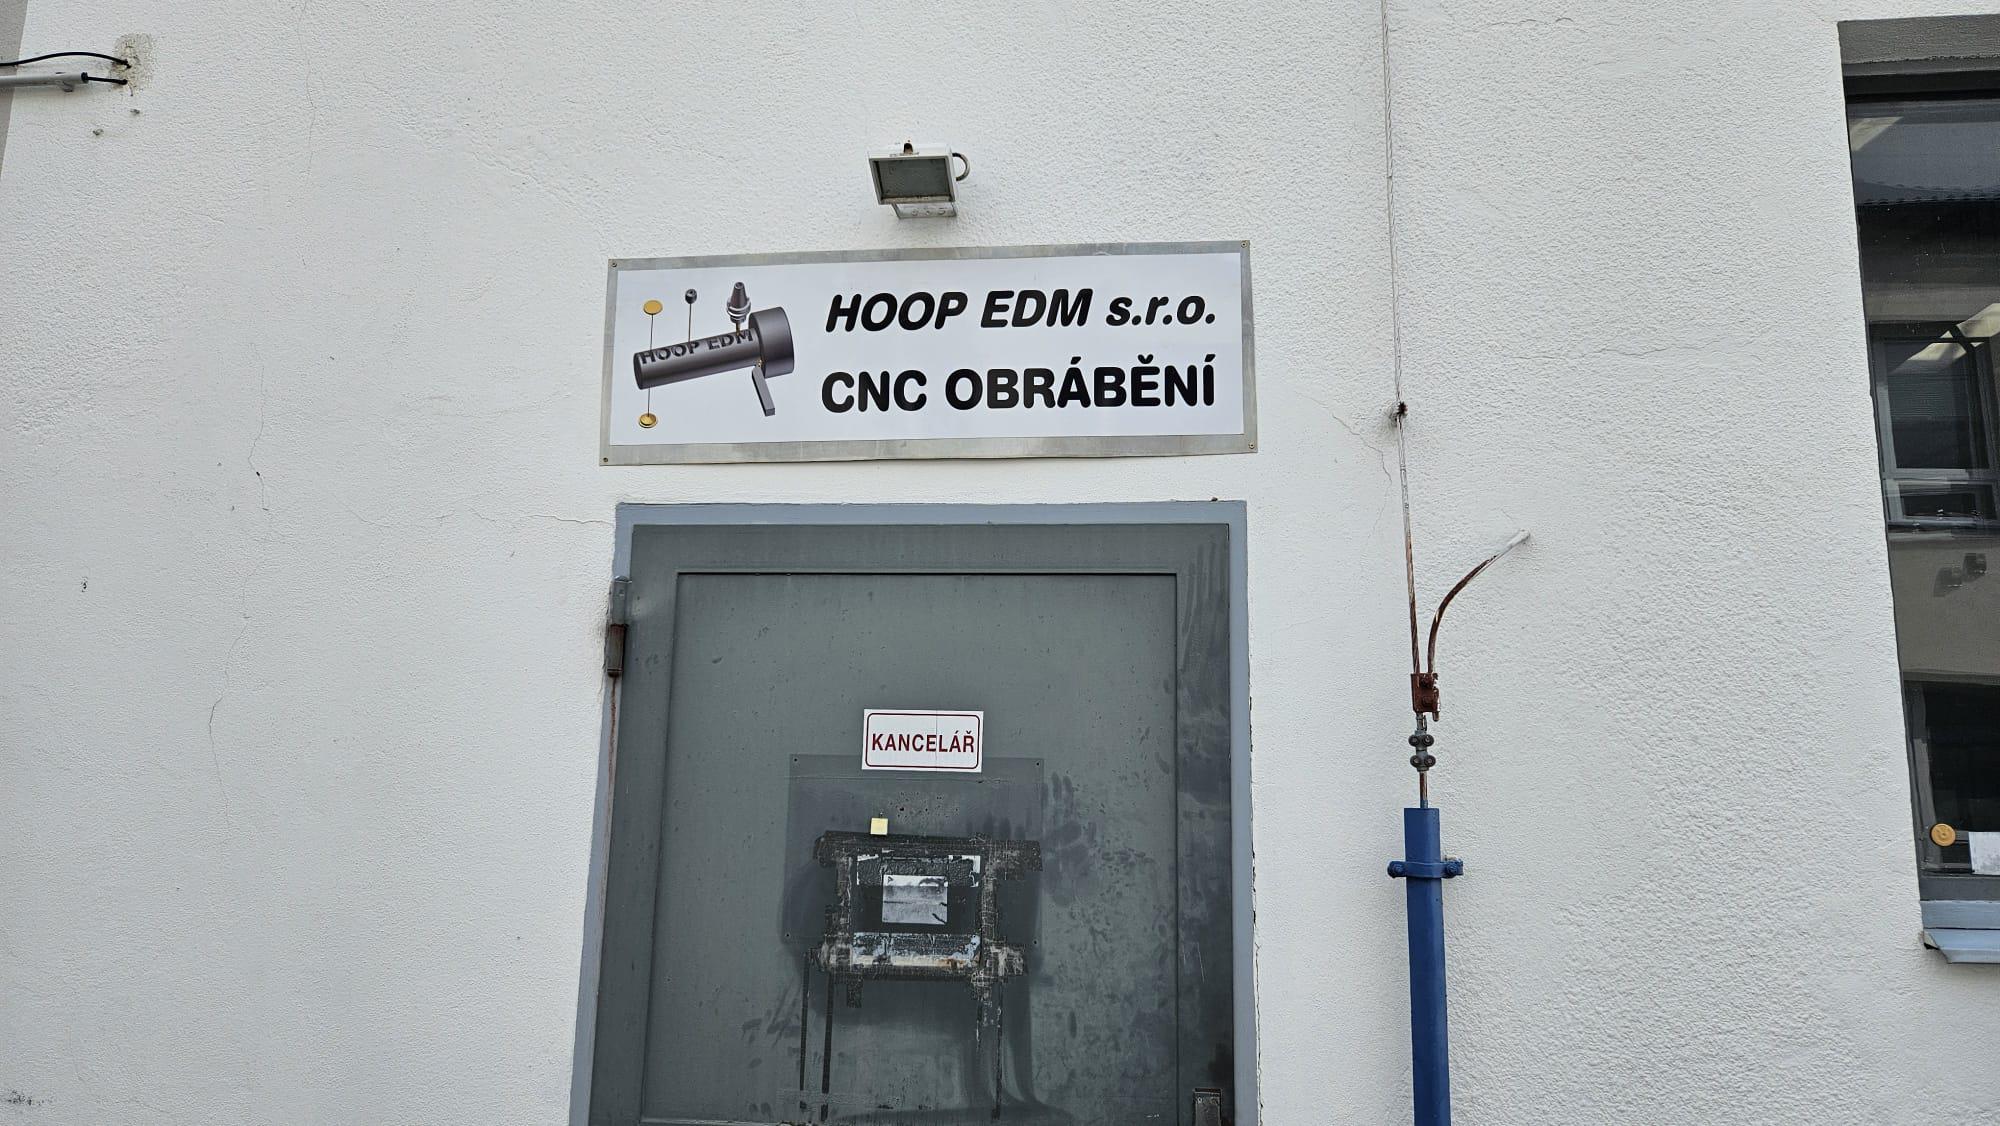 HOOP EDM
HOOP EDM s.r.o.
CNC OBRÁBĚNÍ
KANCELÁŘ